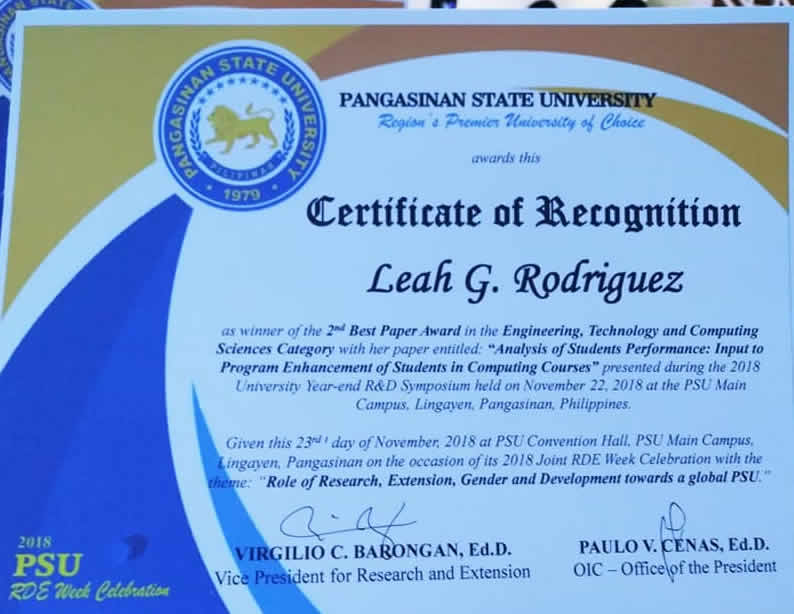 PANGASINAN STATE UNIVERSITY
PILIPINAS
1979
PANGASINAN STATE UNIVERSITY
Region's Premier University of Choice
awards this
Certificate of Recognition
Leah G. Rodriguez
as winner of the 2nd Best Paper Award in the Engineering, Technology and Computing
Sciences Category with her paper entitled: "Analysis of Students Performance: Input to
Program Enhancement of Students in Computing Courses" presented during the 2018
University Year-end R&D Symposium held on November 22, 2018 at the PSU Main
Campus, Lingayen, Pangasinan, Philippines.
Given this 23rd t day of November, 2018 at PSU Convention Hall, PSU Main Campus,
Lingayen, Pangasinan on the occasion of its 2018 Joint RDE Week Celebration with the
theme: "Role of Research, Extension, Gender and Development towards a global PSU."
VIRGILIO C. BARONGAN, Ed.D.
Vice President for Research and Extension
PAULO V. CENAS, Ed.D.
OIC – Office of the President
2018
PSU
RDE Week Celebration